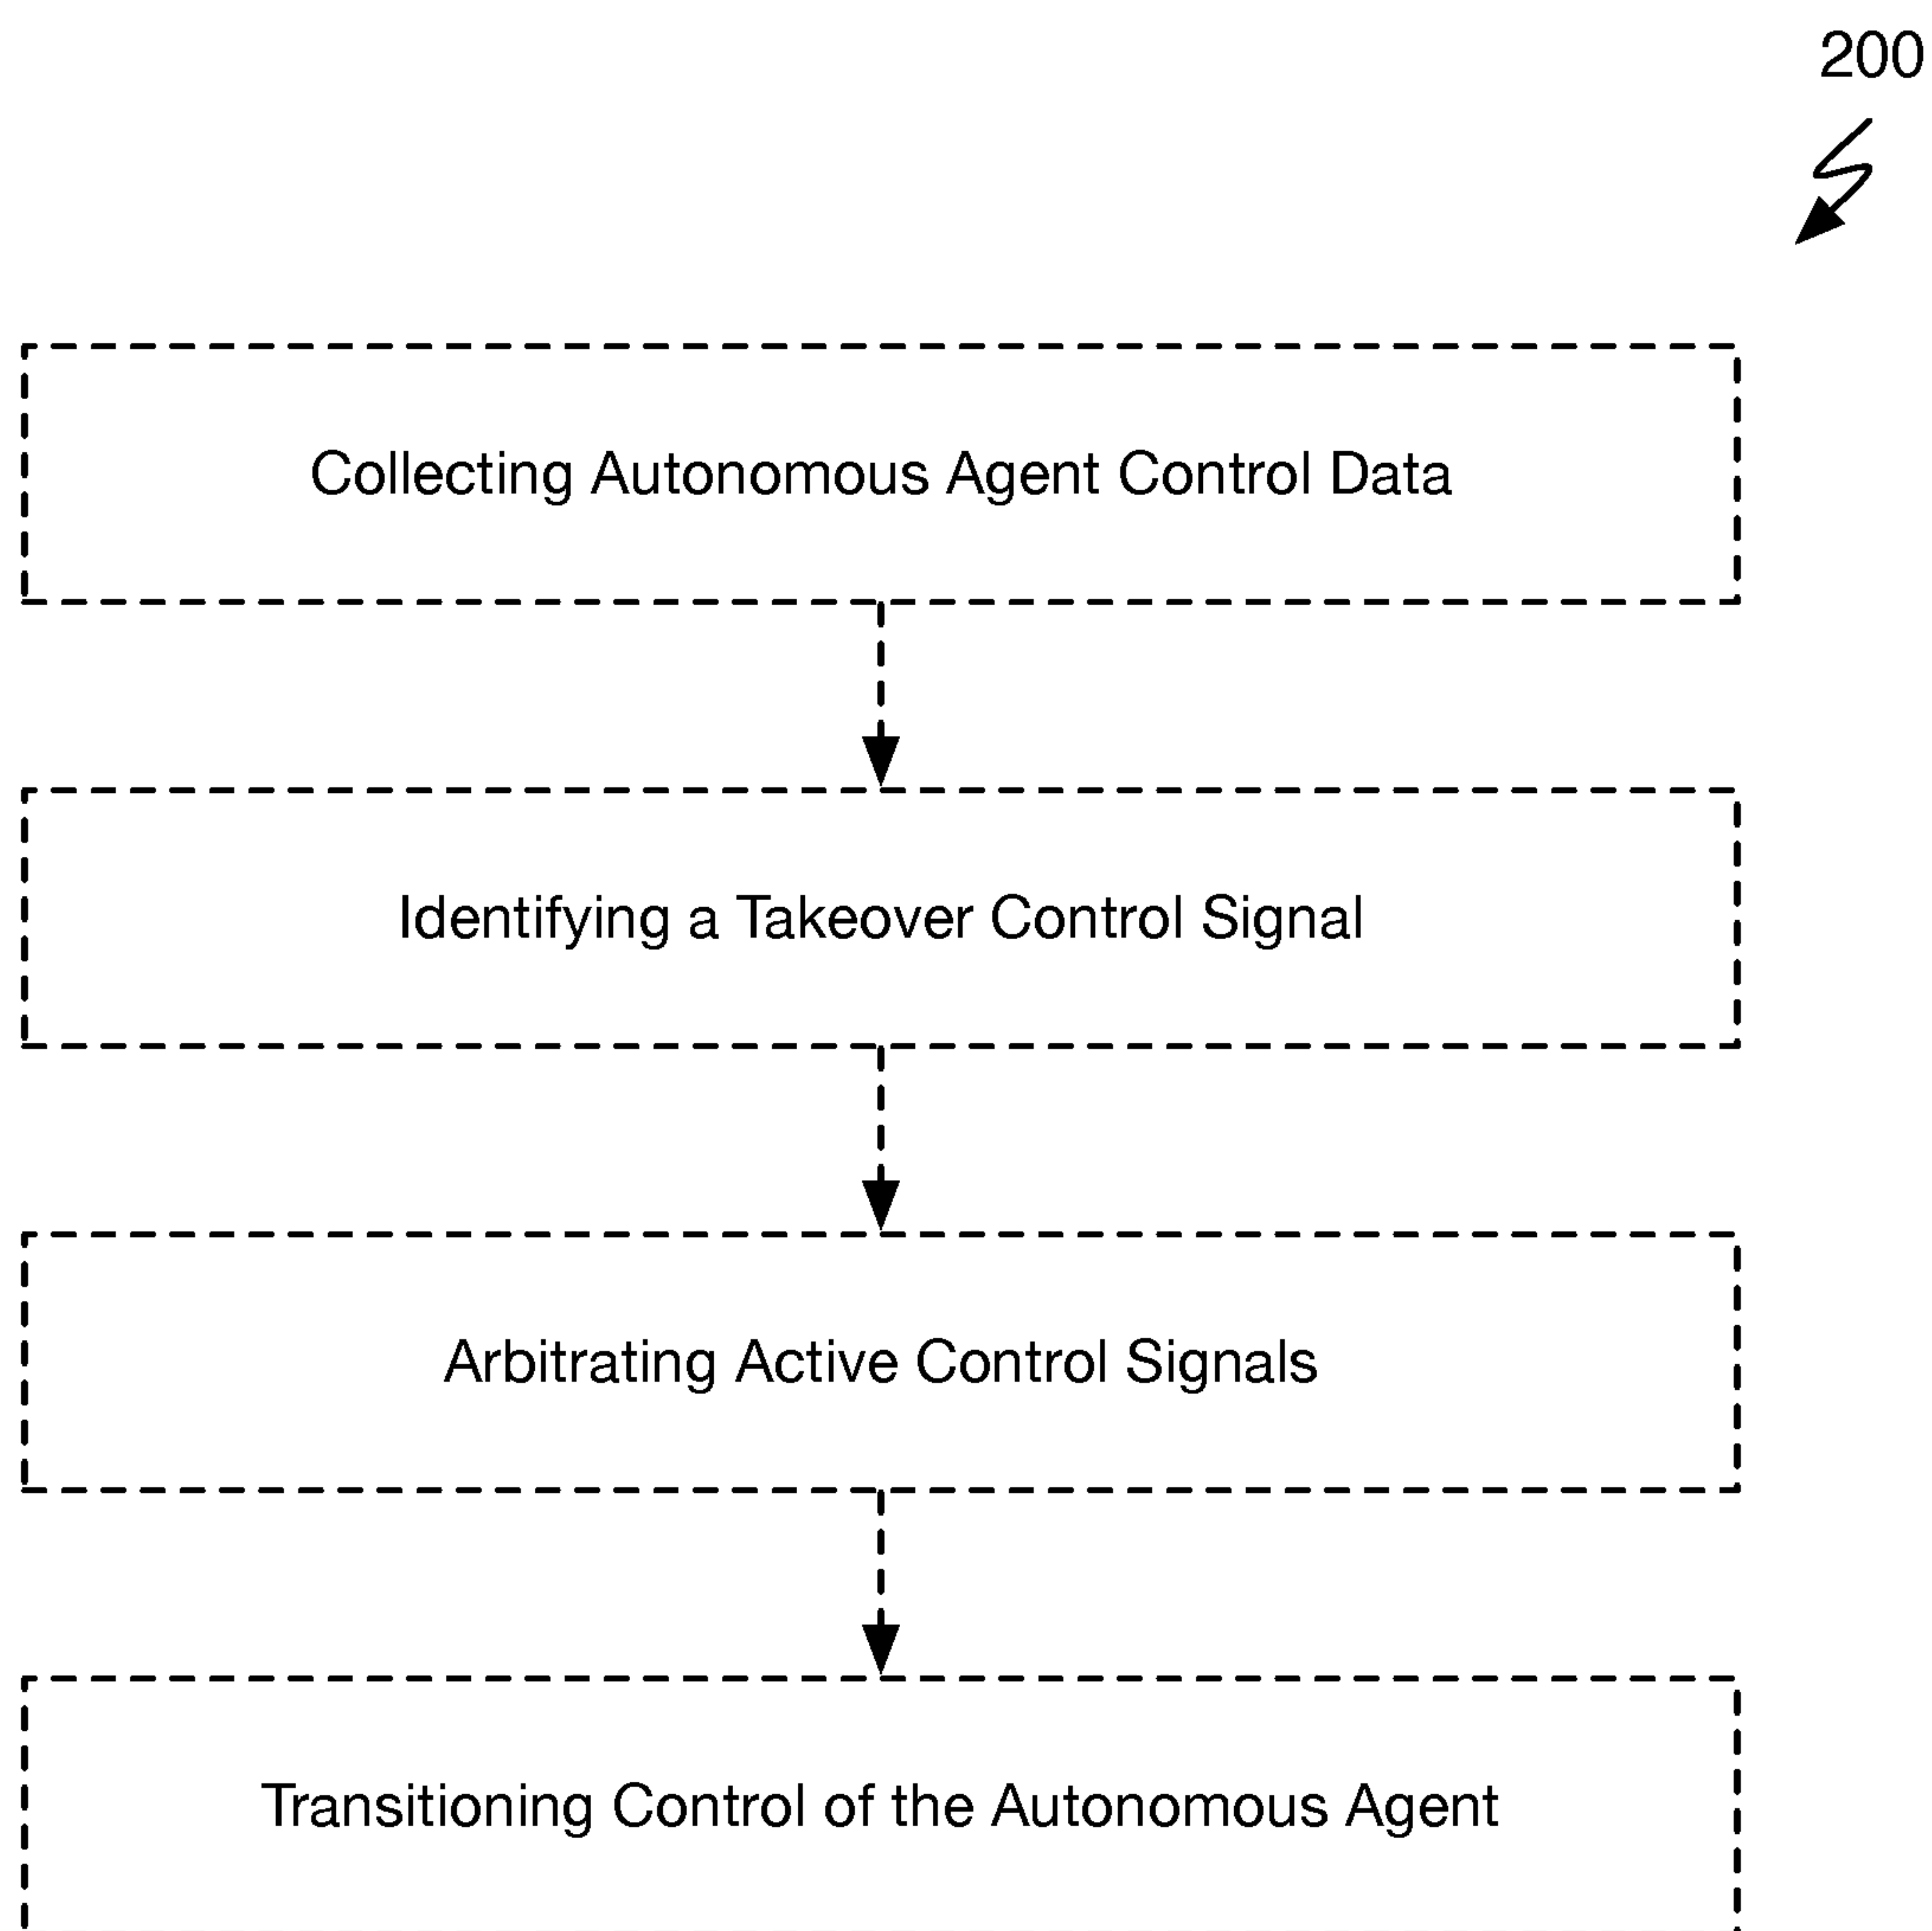 200
Collecting Autonomous Agent Control Data
Identifying a Takeover Control Signal
Arbitrating Active Control Signals
Transitioning Control of the Autonomous Agent